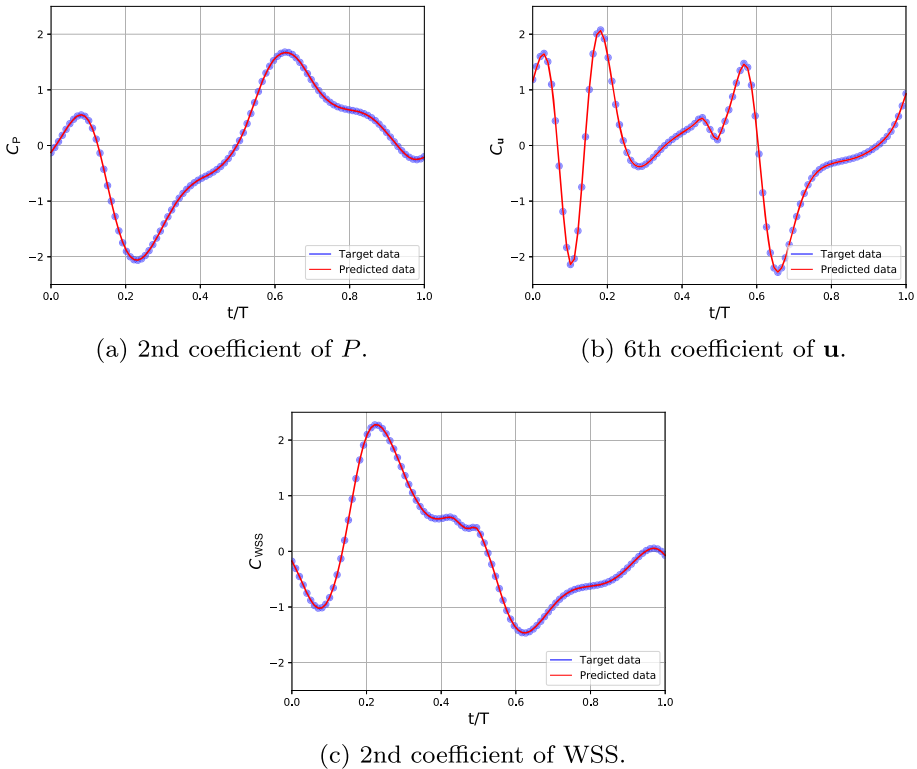 2
1
0
−1
−2
C_P
0.0 0.2 0.4 0.6 0.8 1.0
t/T
Target data
Predicted data
(a) 2nd coefficient of P.
2
1
0
−1
−2
C_u
0.0 0.2 0.4 0.6 0.8 1.0
t/T
Target data
Predicted data
(b) 6th coefficient of u.
2
1
0
−1
−2
C_WSS
0.0 0.2 0.4 0.6 0.8 1.0
t/T
Target data
Predicted data
(c) 2nd coefficient of WSS.